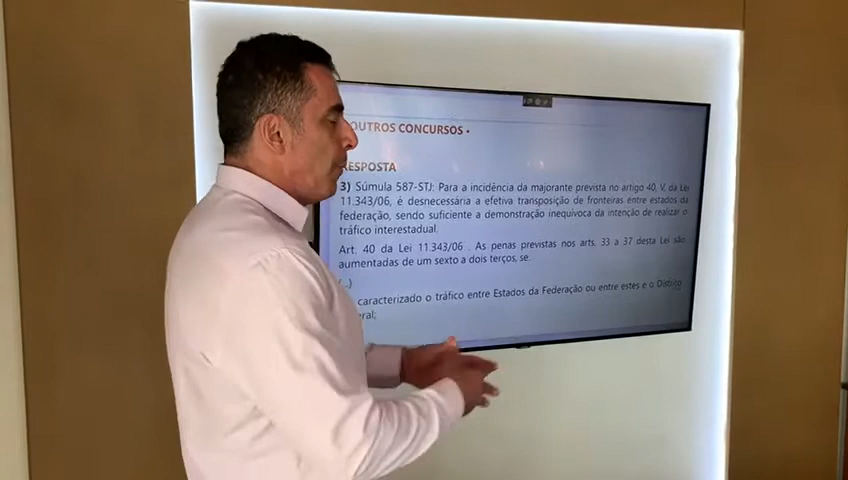 OUTROS CONCURSOS •
RESPOSTA
3) Súmula 587-STJ: Para a incidência da majorante prevista no artigo 40, V, da Lei
11.343/06, é desnecessária a efetiva transposição de fronteiras entre estados da
federação, sendo suficiente a demonstração inequívoca da intenção de realizar o
tráfico interestadual.
Art. 40 da Lei 11.343/06 . As penas previstas nos arts. 33 a 37 desta Lei são
aumentadas de um sexto a dois terços, se:
(...)
caracterizado o tráfico entre Estados da Federação ou entre estes e o Distrito